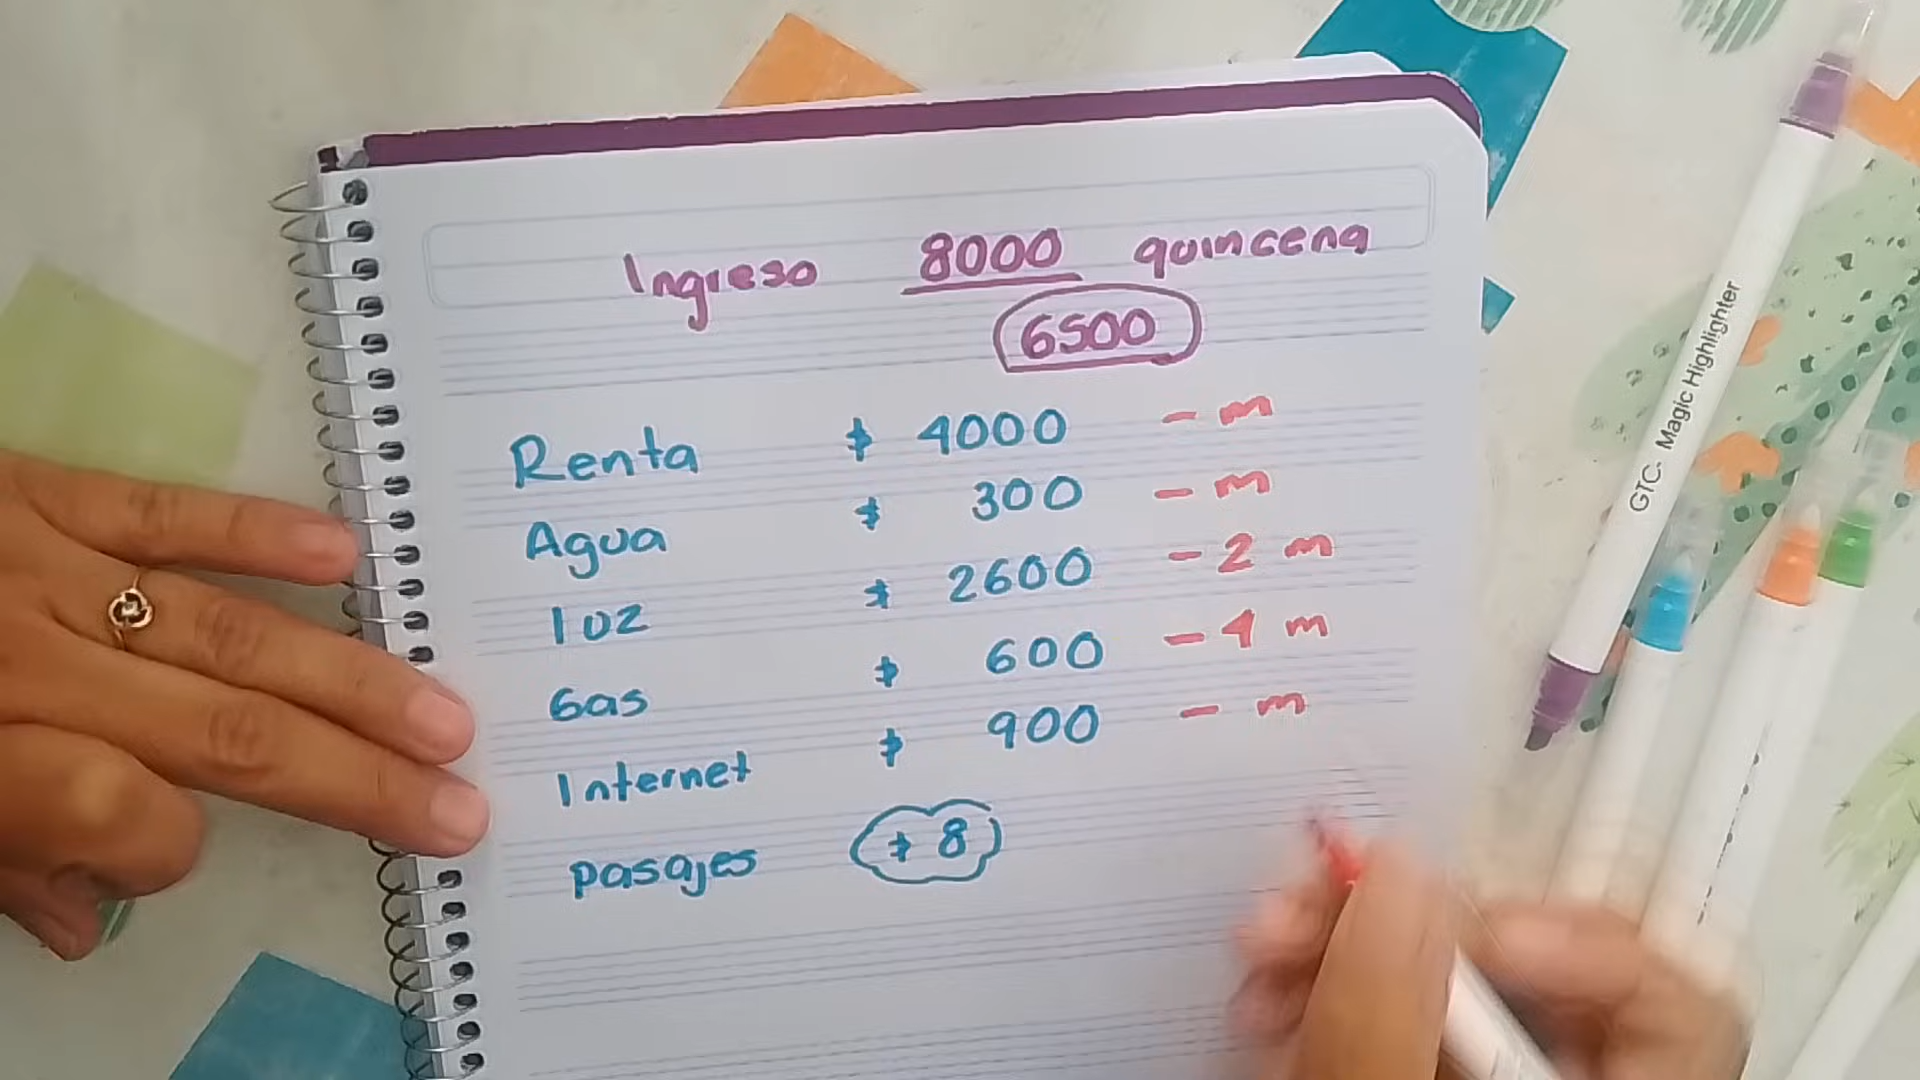 Ingreso 8000 quincena
6500
Renta $ 4000 - m
Agua $ 300 - m
luz $ 2600 - 2 m
Gas $ 600 - 4 m
Internet $ 900 - m
pasajes $ 8
GTC. Magic Highlighter